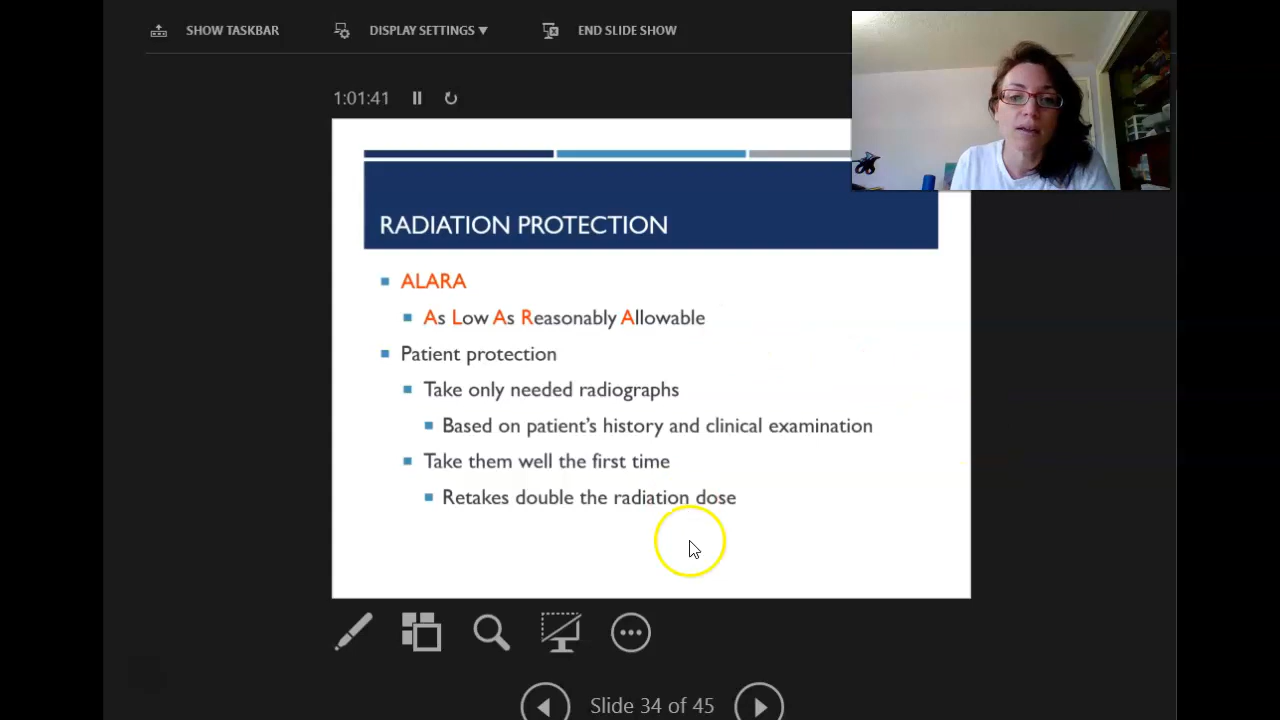 SHOW TASKBAR
DISPLAY SETTINGS ▼
END SLIDE SHOW
1:01:41
RADIATION PROTECTION
ALARA
As Low As Reasonably Allowable
Patient protection
Take only needed radiographs
Based on patient's history and clinical examination
Take them well the first time
Retakes double the radiation dose
Slide 34 of 45